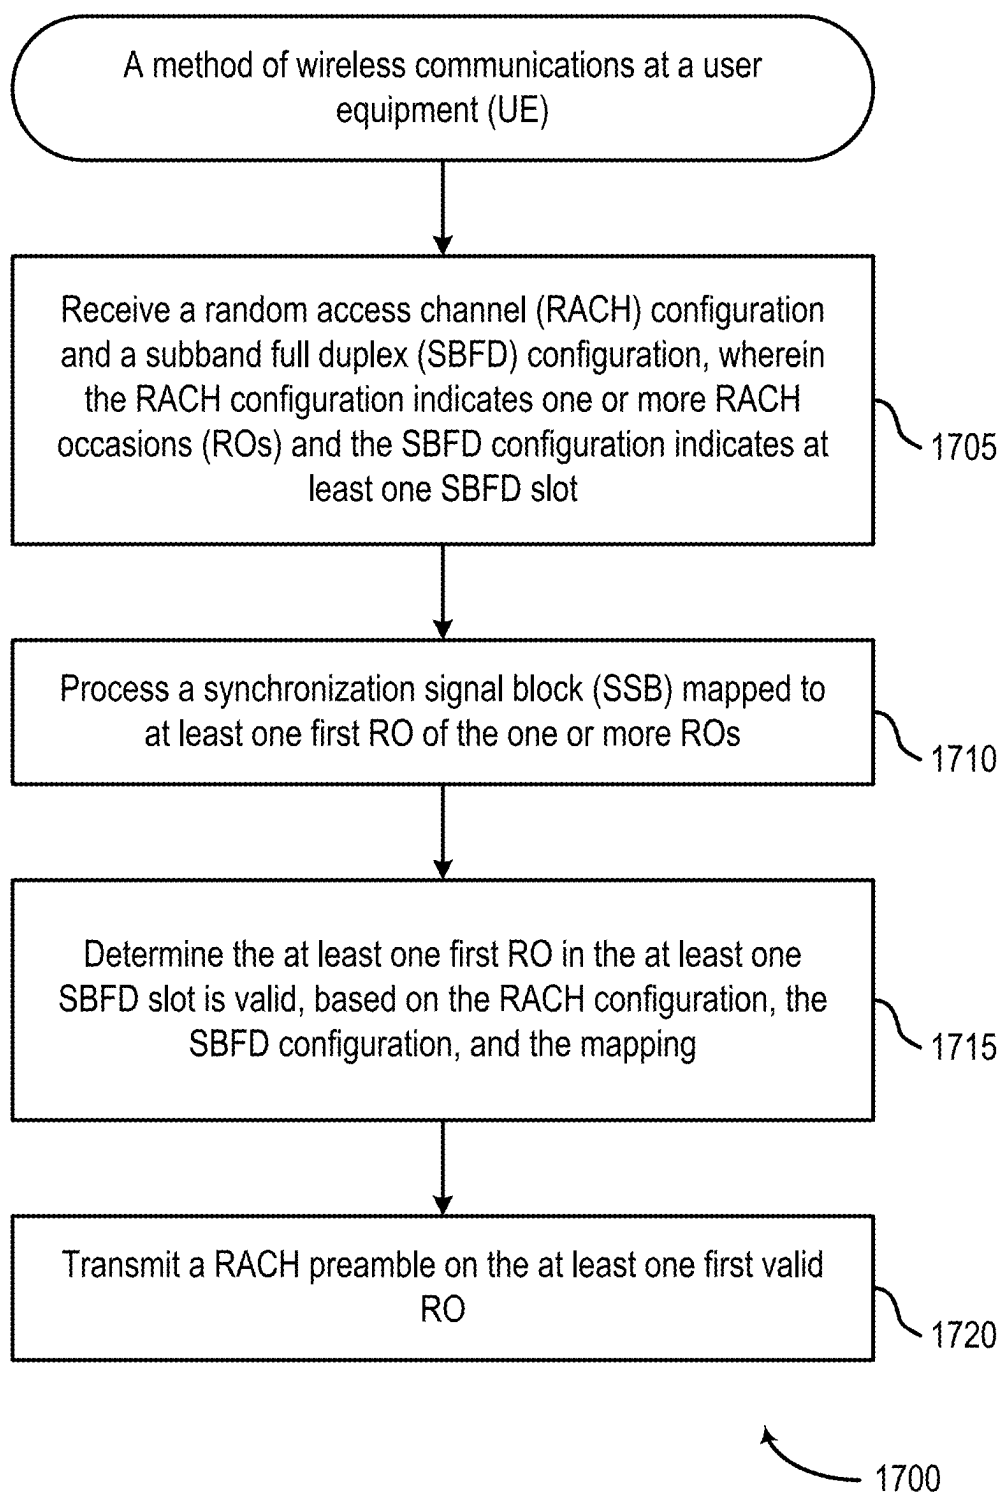 A method of wireless communications at a user
equipment (UE)
Receive a random access channel (RACH) configuration
and a subband full duplex (SBFD) configuration, wherein
the RACH configuration indicates one or more RACH
occasions (ROs) and the SBFD configuration indicates at
least one SBFD slot
1705
Process a synchronization signal block (SSB) mapped to
at least one first RO of the one or more ROs
1710
Determine the at least one first RO in the at least one
SBFD slot is valid, based on the RACH configuration, the
SBFD configuration, and the mapping
1715
Transmit a RACH preamble on the at least one first valid
RO
1720
1700